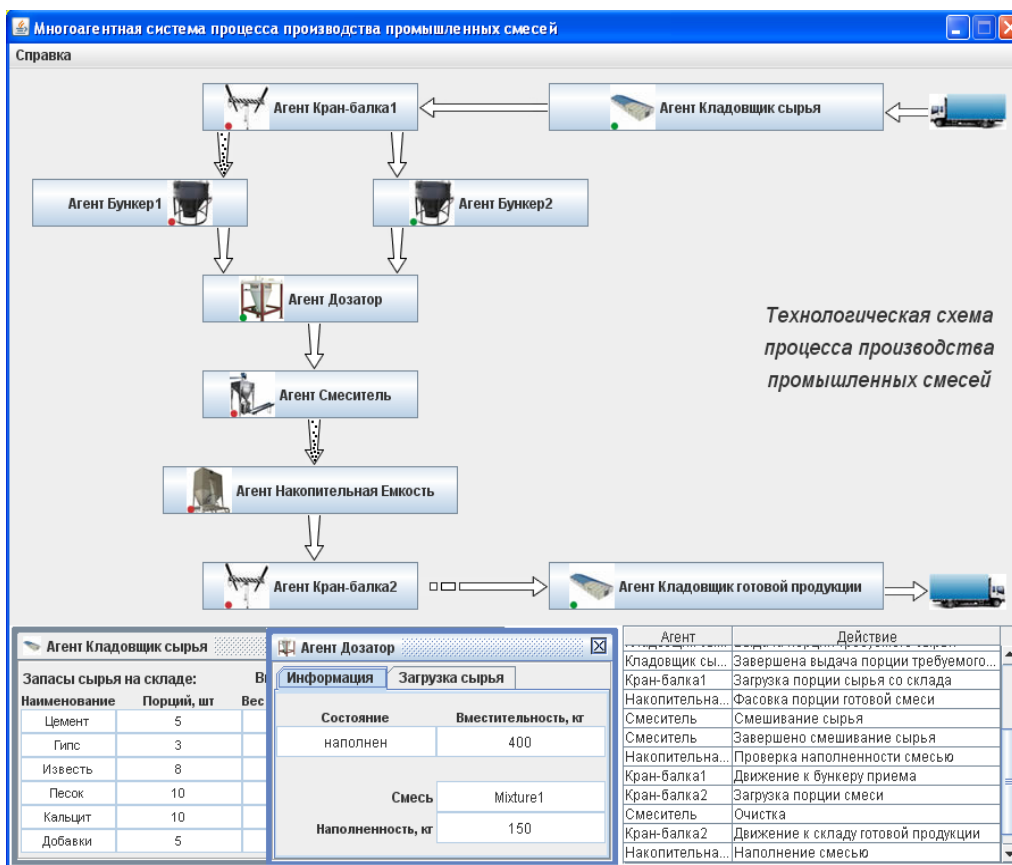 Многоагентная система процесса производства промышленных смесей
Справка
Агент Кран-балка1
Агент Кладовщик сырья
Агент Бункер1
Агент Бункер2
Агент Дозатор
Технологическая схема
процесса производства
промышленных смесей
Агент Смеситель
Агент Накопительная Емкость
Агент Кран-балка2
Агент Кладовщик готовой продукции
Агент Кладовщик сырья
Запасы сырья на складе:
Наименование Порций, шт Вес
Цемент 5
Гипс 3
Известь 8
Песок 10
Кальцит 10
Добавки 5
Агент Дозатор
Информация Загрузка сырья
Состояние Вместительность, кг
наполнен 400
Смесь Mixture1
Наполненность, кг 150
Агент Действие
Кладовщик сы... Завершена выдача порции требуемого...
Кран-балка1 Загрузка порции сырья со склада
Накопительна... Фасовка порции готовой смеси
Смеситель Смешивание сырья
Смеситель Завершено смешивание сырья
Накопительна... Проверка наполненности смесью
Кран-балка1 Движение к бункеру приема
Кран-балка2 Загрузка порции смеси
Смеситель Очистка
Кран-балка2 Движение к складу готовой продукции
Накопительна... Наполнение смесью